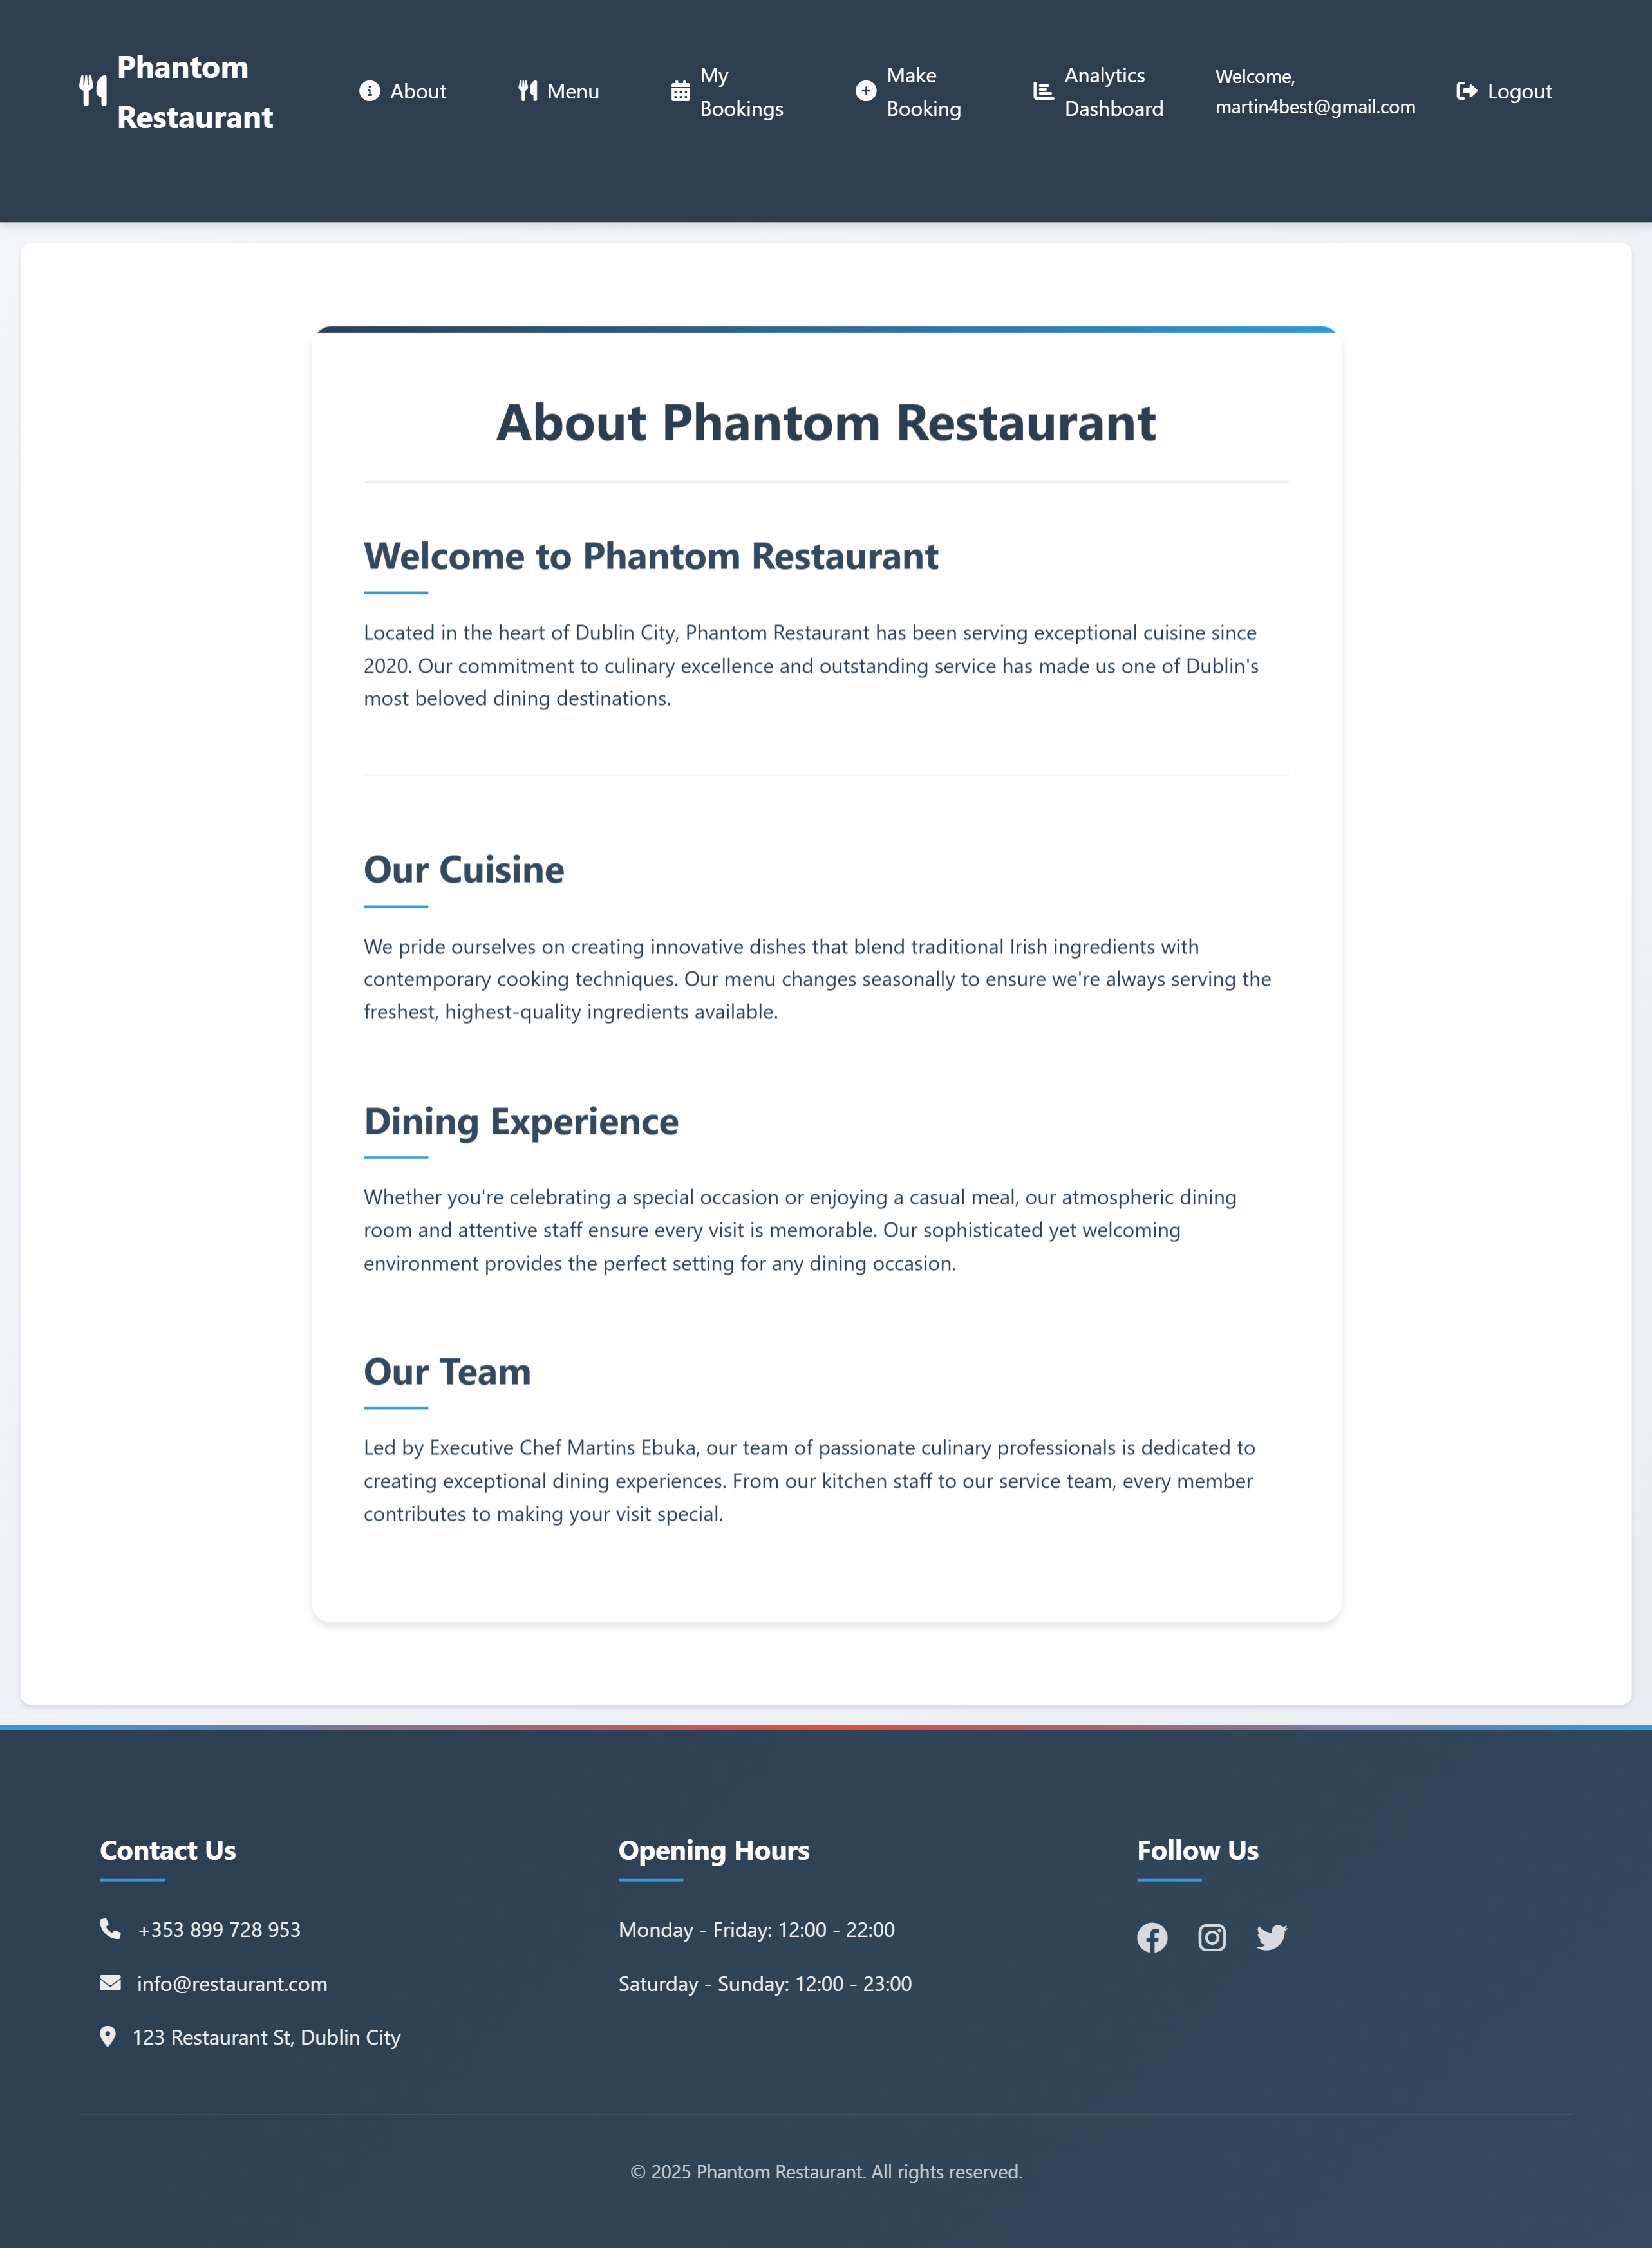 Phantom
Restaurant
About
Menu
My
Bookings
Make
Booking
Analytics
Dashboard
Welcome,
martin4best@gmail.com
Logout
About Phantom Restaurant
Welcome to Phantom Restaurant
Located in the heart of Dublin City, Phantom Restaurant has been serving exceptional cuisine since
2020. Our commitment to culinary excellence and outstanding service has made us one of Dublin's
most beloved dining destinations.
Our Cuisine
We pride ourselves on creating innovative dishes that blend traditional Irish ingredients with
contemporary cooking techniques. Our menu changes seasonally to ensure we're always serving the
freshest, highest-quality ingredients available.
Dining Experience
Whether you're celebrating a special occasion or enjoying a casual meal, our atmospheric dining
room and attentive staff ensure every visit is memorable. Our sophisticated yet welcoming
environment provides the perfect setting for any dining occasion.
Our Team
Led by Executive Chef Martins Ebuka, our team of passionate culinary professionals is dedicated to
creating exceptional dining experiences. From our kitchen staff to our service team, every member
contributes to making your visit special.
Contact Us
+353 899 728 953
info@restaurant.com
123 Restaurant St, Dublin City
Opening Hours
Monday - Friday: 12:00 - 22:00
Saturday - Sunday: 12:00 - 23:00
Follow Us
© 2025 Phantom Restaurant. All rights reserved.